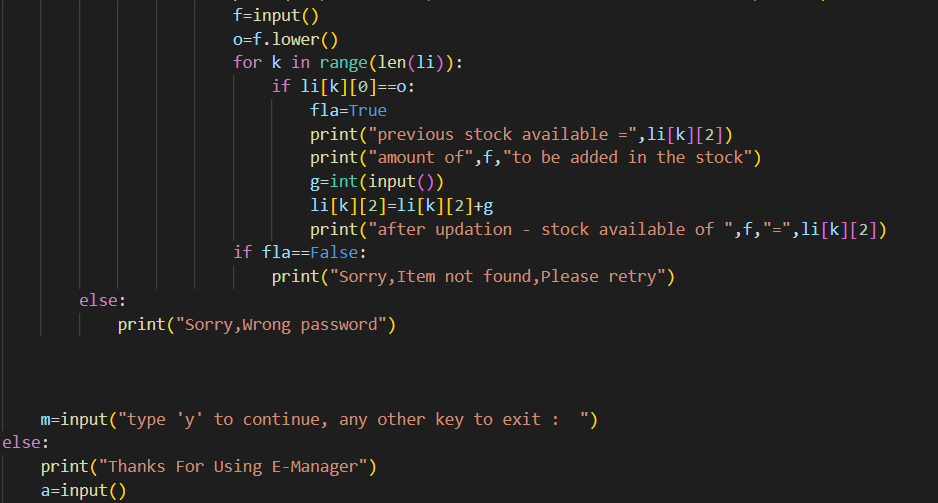 f=input()
o=f.lower()
for k in range(len(li)):
if li[k][0]==o:
fla=True
print("previous stock available =",li[k][2])
print("amount of",f,"to be added in the stock")
g=int(input())
li[k][2]=li[k][2]+g
print("after updation - stock available of ",f,"=",li[k][2])
if fla==False:
print("Sorry,Item not found,Please retry")
else:
print("Sorry,Wrong password")
m=input("type 'y' to continue, any other key to exit :  ")
else:
print("Thanks For Using E-Manager")
a=input()